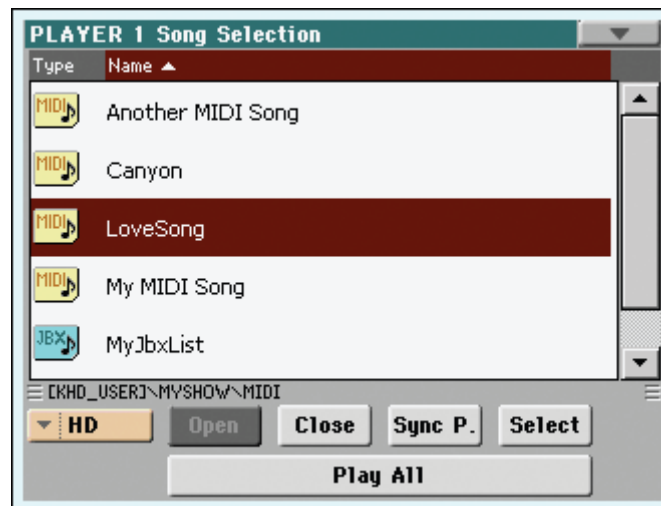 PLAYER 1 Song Selection
Type Name
MIDI Another MIDI Song
MIDI Canyon
MIDI LoveSong
MIDI My MIDI Song
JBX MyJbxList
[KHD_USER]\MYSHOW\MIDI
HD Open Close Sync P. Select
Play All